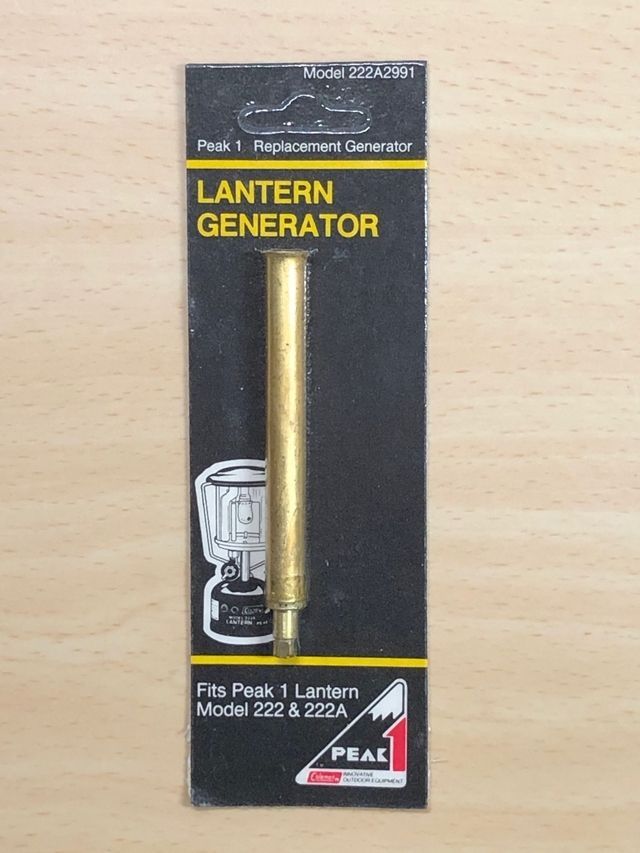 Model 222A2991
Peak 1 Replacement Generator
LANTERN
GENERATOR
LANTERN
Fits Peak 1 Lantern
Model 222 & 222A
PEAK 1
Coleman
INNOVATIVE
OUTDOOR EQUIPMENT